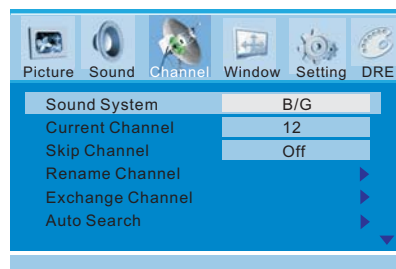 Picture Sound Channel Window Setting DRE
Sound System B/G
Current Channel 12
Skip Channel Off
Rename Channel
Exchange Channel
Auto Search